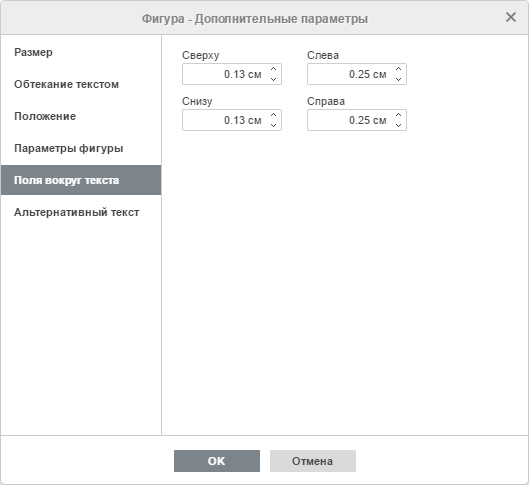 Фигура - Дополнительные параметры
Размер
Обтекание текстом
Положение
Параметры фигуры
Поля вокруг текста
Альтернативный текст
Сверху Слева
0.13 см 0.25 см
Снизу Справа
0.13 см 0.25 см
OK Отмена